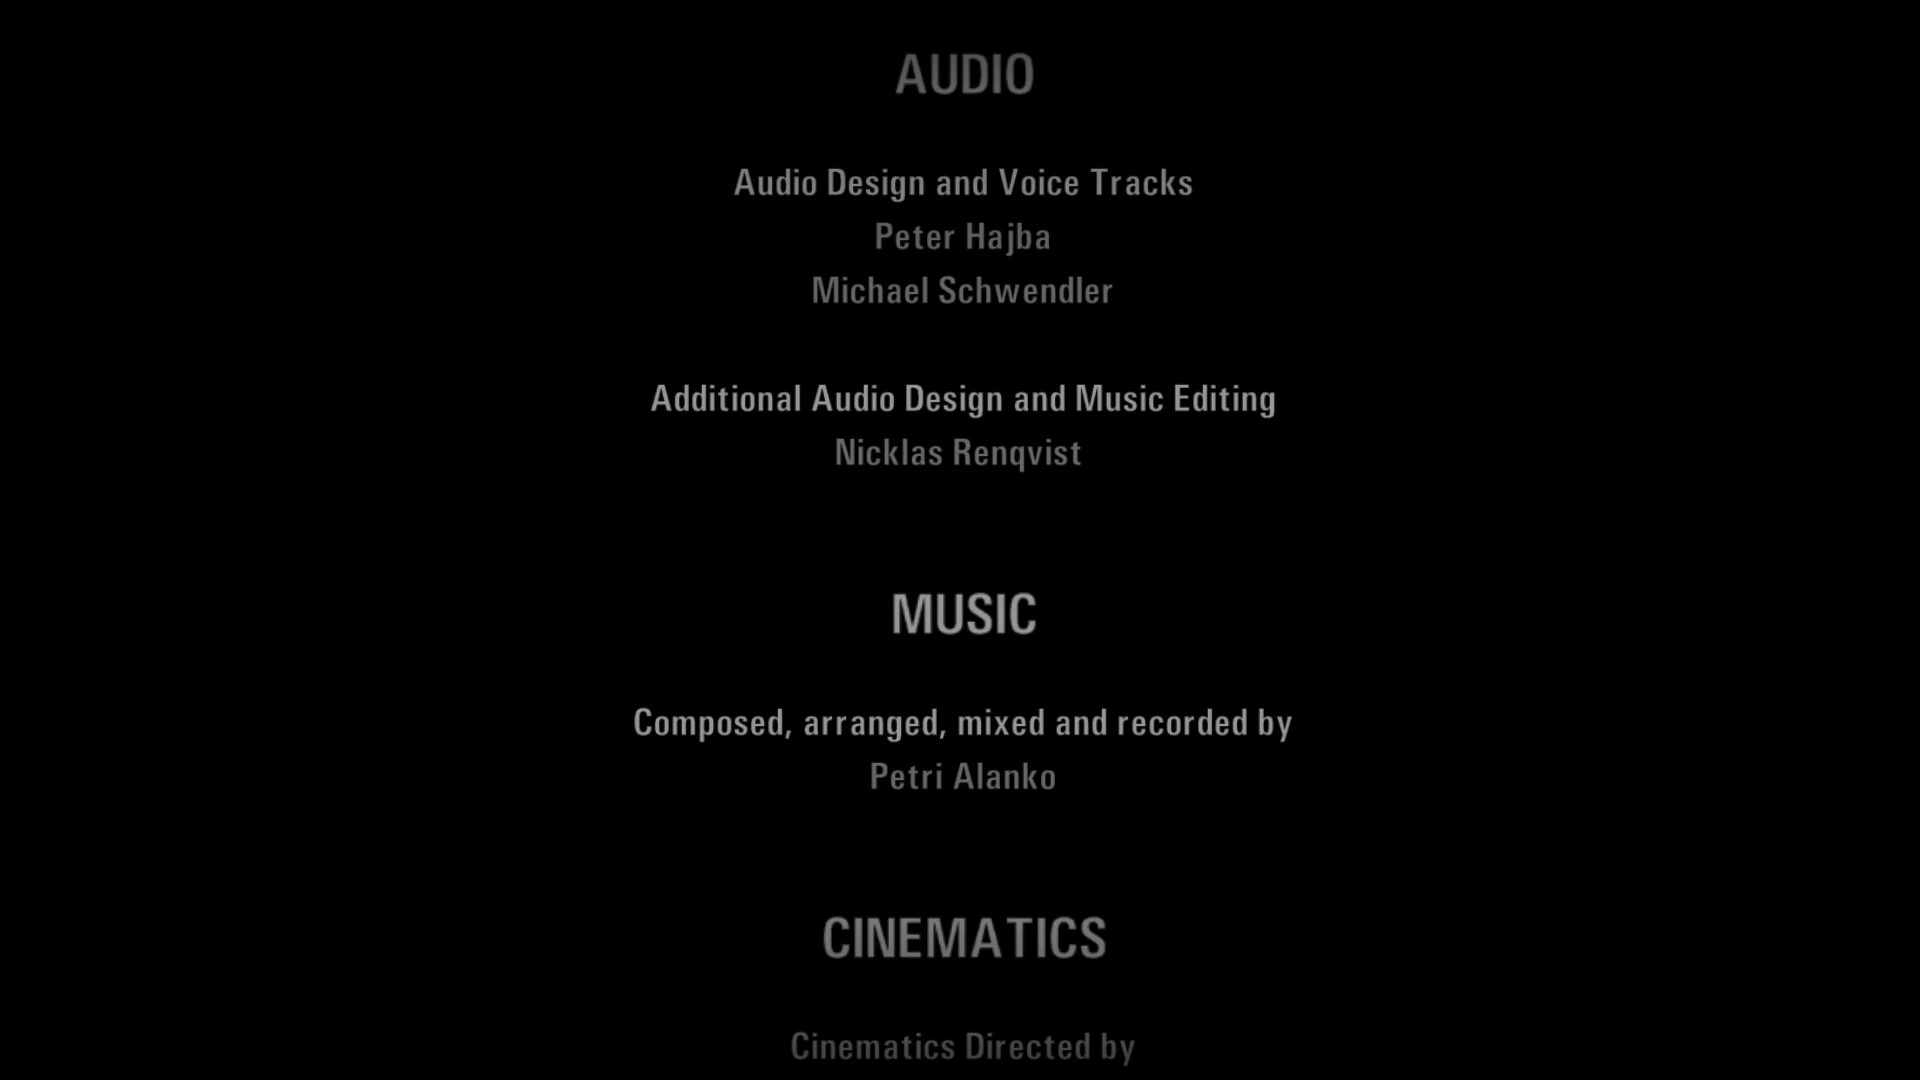 AUDIO
Audio Design and Voice Tracks
Peter Hajba
Michael Schwendler
Additional Audio Design and Music Editing
Nicklas Renqvist
MUSIC
Composed, arranged, mixed and recorded by
Petri Alanko
CINEMATICS
Cinematics Directed by